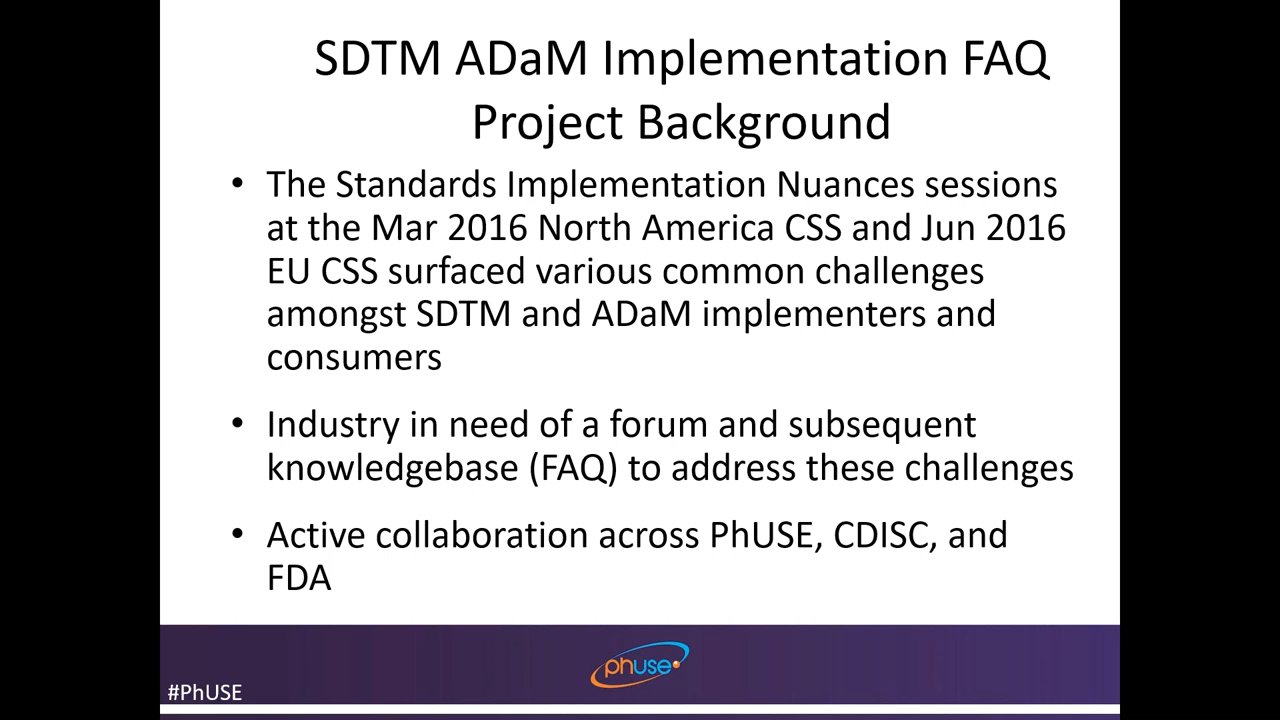 SDTM ADaM Implementation FAQ
Project Background
• The Standards Implementation Nuances sessions
at the Mar 2016 North America CSS and Jun 2016
EU CSS surfaced various common challenges
amongst SDTM and ADaM implementers and
consumers
• Industry in need of a forum and subsequent
knowledgebase (FAQ) to address these challenges
• Active collaboration across PhUSE, CDISC, and
FDA
phuse
#PhUSE